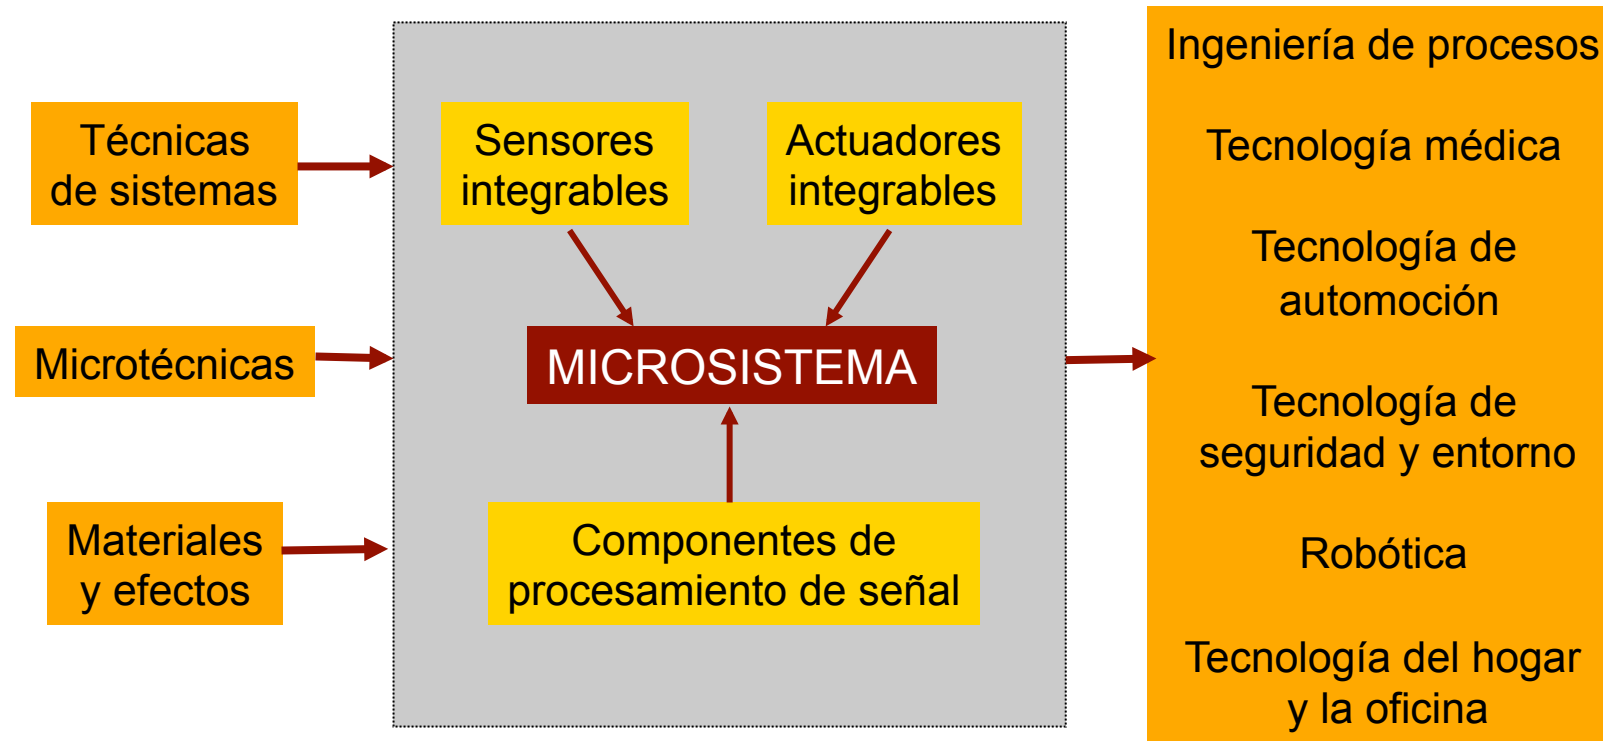 Técnicas
de sistemas
Microtécnicas
Materiales
y efectos
Sensores
integrables
Actuadores
integrables
MICROSISTEMA
Componentes de
procesamiento de señal
Ingeniería de procesos
Tecnología médica
Tecnología de
automoción
Tecnología de
seguridad y entorno
Robótica
Tecnología del hogar
y la oficina